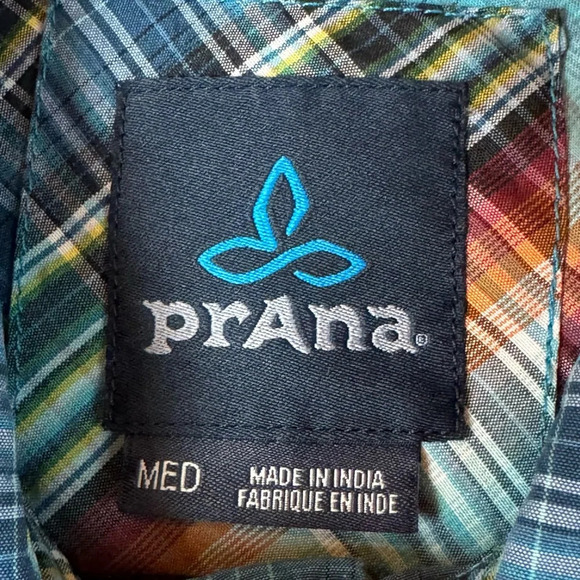 prAna®
MED
MADE IN INDIA
FABRIQUE EN INDE